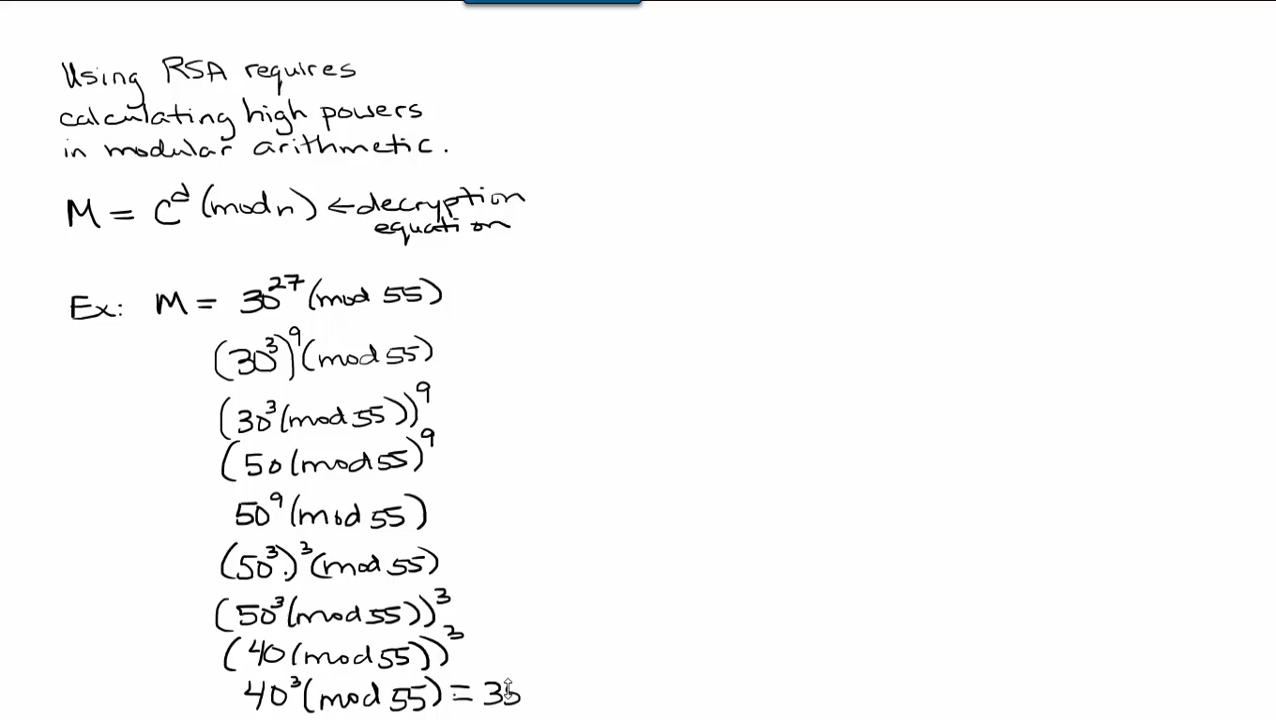 Using RSA requires
calculating high powers
in modular arithmetic.
M = C^d (mod n) ← decryption
equation
Ex: M = 30^27 (mod 55)
(30^3)^9 (mod 55)
(30^3 (mod 55))^9
(50 (mod 55)^9
50^9 (mod 55)
(50^3)^3 (mod 55)
(50^3 (mod 55))^3
(40 (mod 55))^3
40^3 (mod 55) = 35